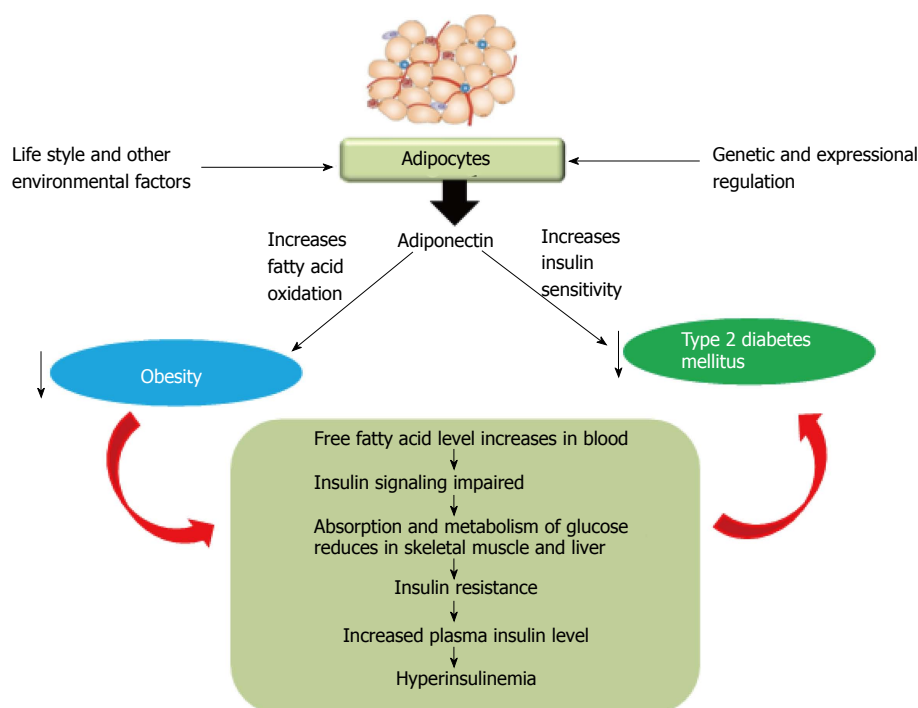 Life style and other
environmental factors
Adipocytes
Genetic and expressional
regulation
Increases
fatty acid
oxidation
Adiponectin
Increases
insulin
sensitivity
Obesity
Type 2 diabetes
mellitus
Free fatty acid level increases in blood
Insulin signaling impaired
Absorption and metabolism of glucose
reduces in skeletal muscle and liver
Insulin resistance
Increased plasma insulin level
Hyperinsulinemia